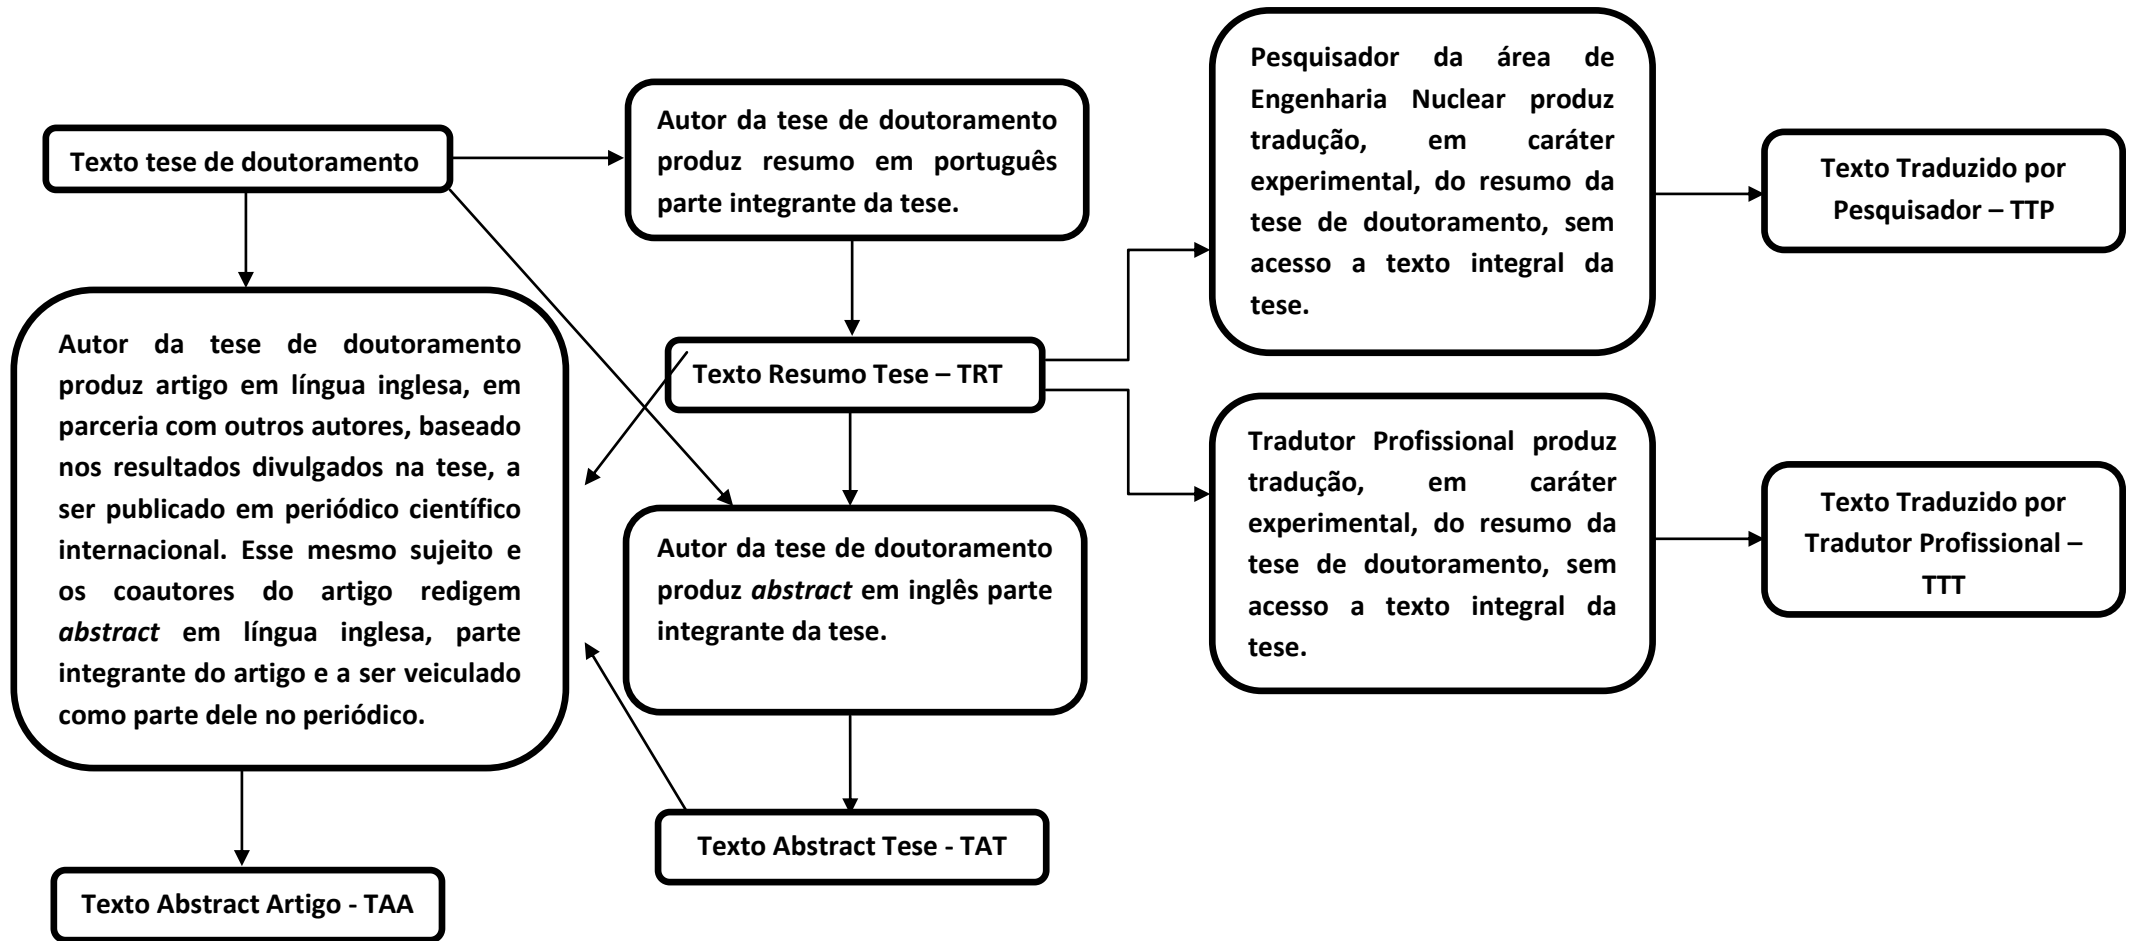 Texto tese de doutoramento
Autor da tese de doutoramento
produz artigo em língua inglesa, em
parceria com outros autores, baseado
nos resultados divulgados na tese, a
ser publicado em periódico científico
internacional. Esse mesmo sujeito e
os coautores do artigo redigem
abstract em língua inglesa, parte
integrante do artigo e a ser veiculado
como parte dele no periódico.
Texto Abstract Artigo - TAA
Autor da tese de doutoramento
produz resumo em português
parte integrante da tese.
Texto Resumo Tese – TRT
Autor da tese de doutoramento
produz abstract em inglês parte
integrante da tese.
Texto Abstract Tese - TAT
Pesquisador da área de
Engenharia Nuclear produz
tradução, em caráter
experimental, do resumo da
tese de doutoramento, sem
acesso a texto integral da
tese.
Tradutor Profissional produz
tradução, em caráter
experimental, do resumo da
tese de doutoramento, sem
acesso a texto integral da
tese.
Texto Traduzido por
Pesquisador – TTP
Texto Traduzido por
Tradutor Profissional –
TTT